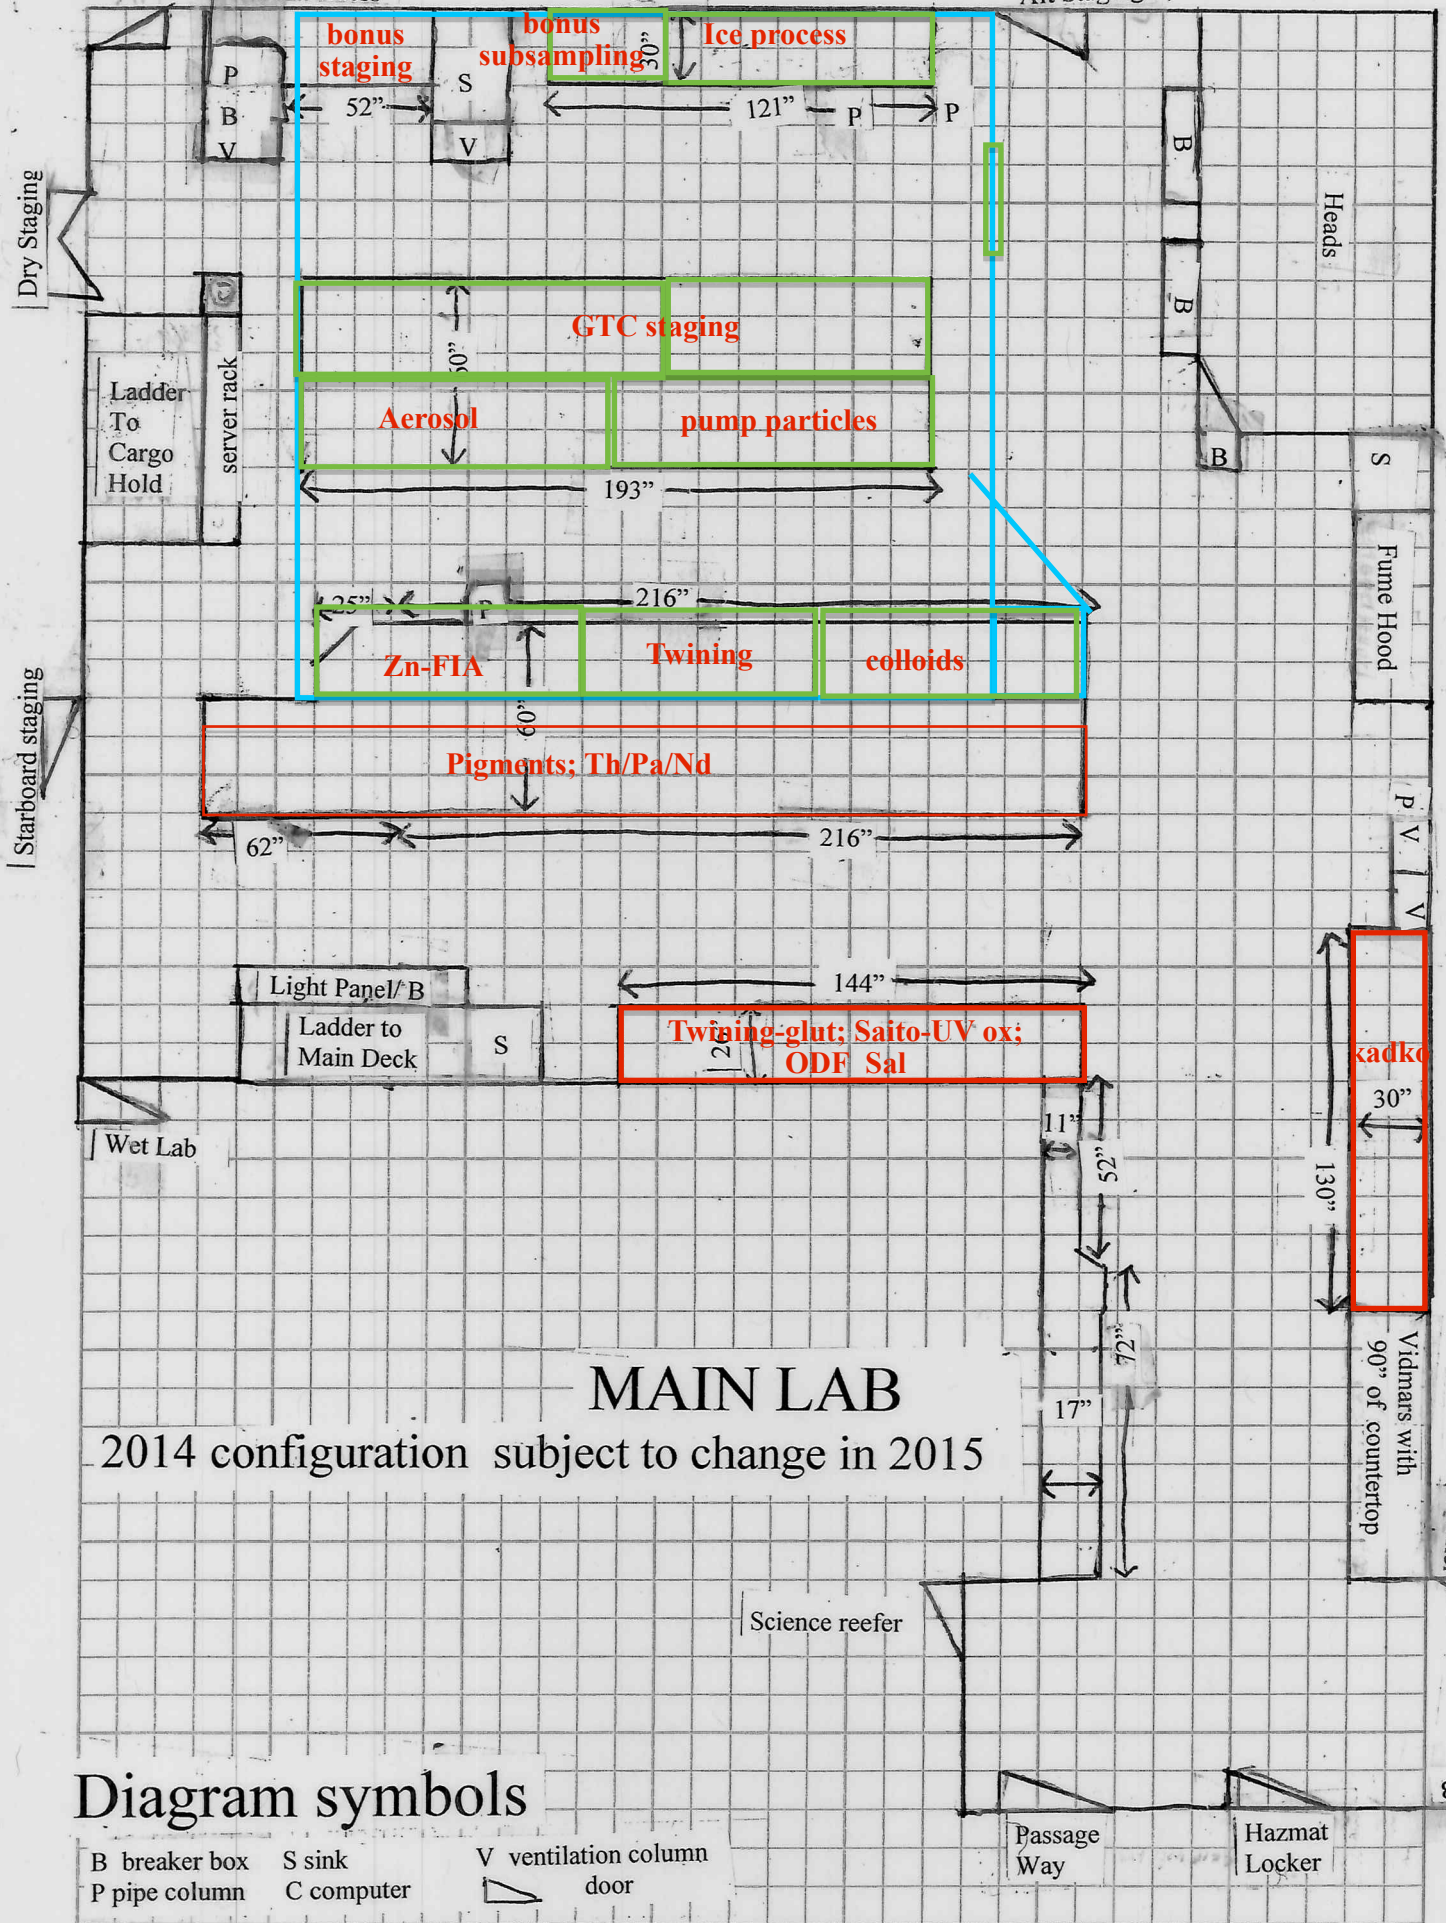 bonus
staging
bonus
subsampling
30”
Ice process
P
B
V
52”
S
V
121”
P
P
B
B
B
Heads
Dry Staging
GTC staging
Aerosol
pump particles
193”
Ladder
To
Cargo
Hold
server rack
S
Fume Hood
25”
P
216”
Zn-FIA
Twining
colloids
60”
Pigments; Th/Pa/Nd
62”
216”
Starboard staging
P
V
V
Light Panel/ B
Ladder to
Main Deck
S
144”
Twining-glut; Saito-UV ox;
ODF Sal
30”
130”
Wet Lab
11”
52”
72”
17”
Vidmars with
90” of countertop
MAIN LAB
2014 configuration subject to change in 2015
Science reefer
Passage
Way
Hazmat
Locker
Diagram symbols
B breaker box
S sink
V ventilation column
P pipe column
C computer
door